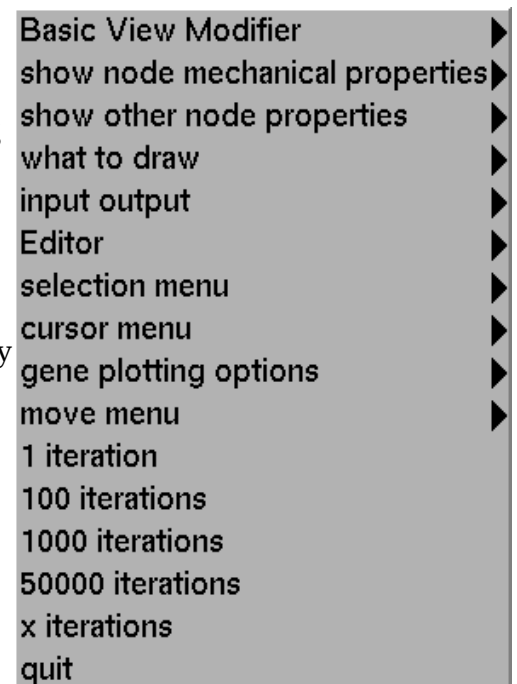 Basic View Modifier
show node mechanical properties
show other node properties
what to draw
input output
Editor
selection menu
cursor menu
y
gene plotting options
move menu
1 iteration
100 iterations
1000 iterations
50000 iterations
x iterations
quit